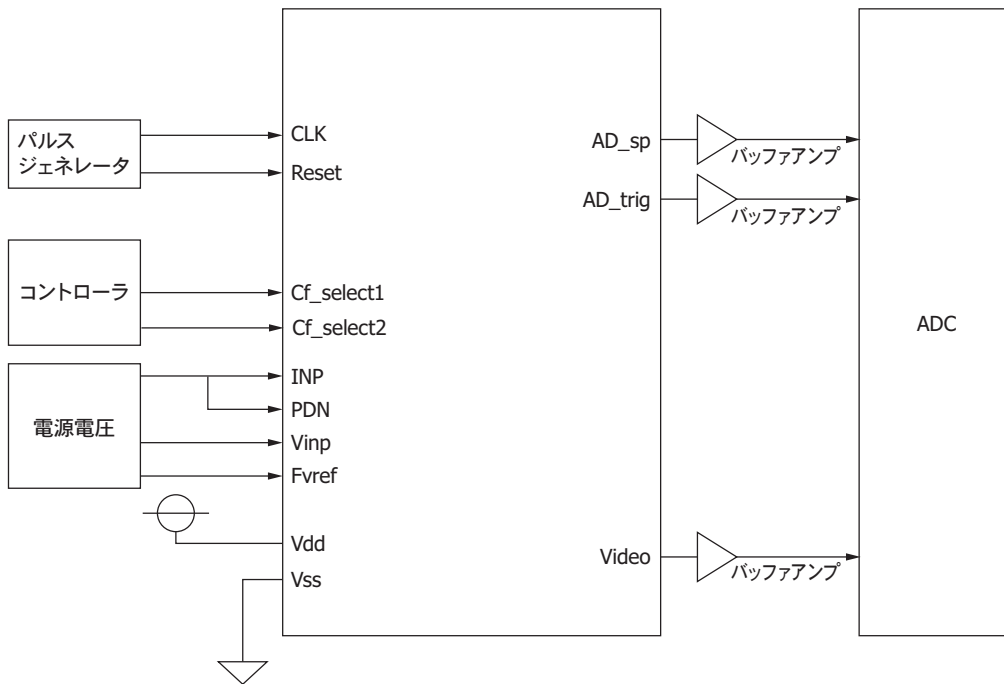 パルス
ジェネレータ
コントローラ
電源電圧
CLK
Reset
Cf_select1
Cf_select2
INP
PDN
Vinp
Fvref
Vdd
Vss
AD_sp
AD_trig
Video
バッファアンプ
バッファアンプ
バッファアンプ
ADC